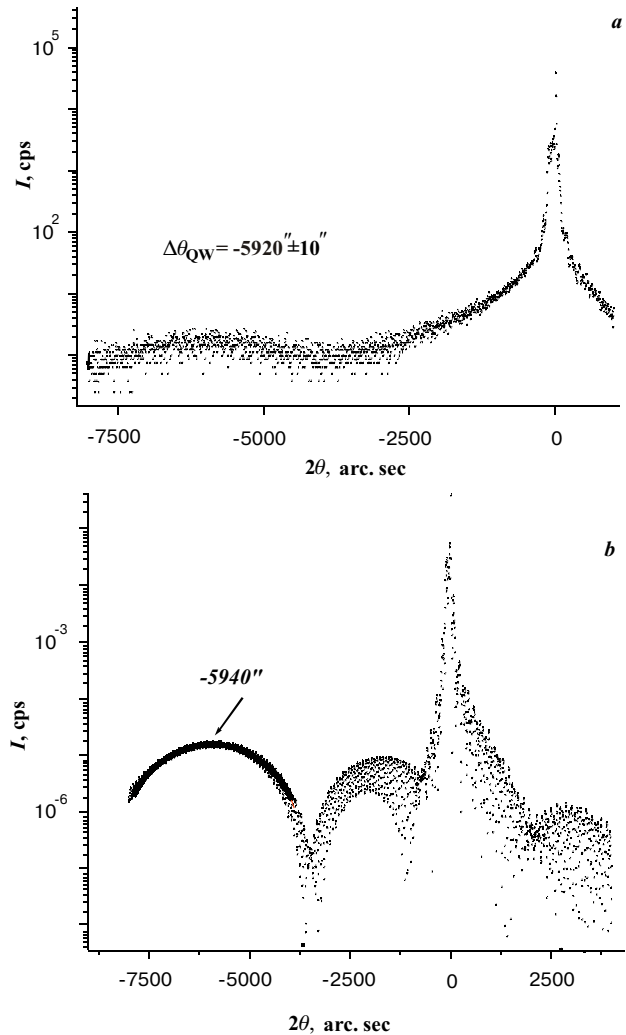 a
10^5
I, cps
10^2
Δθ_QW = -5920″±10″
-7500 -5000 -2500 0
2θ, arc. sec
b
-5940″
10^-3
I, cps
10^-6
-7500 -5000 -2500 0 2500
2θ, arc. sec